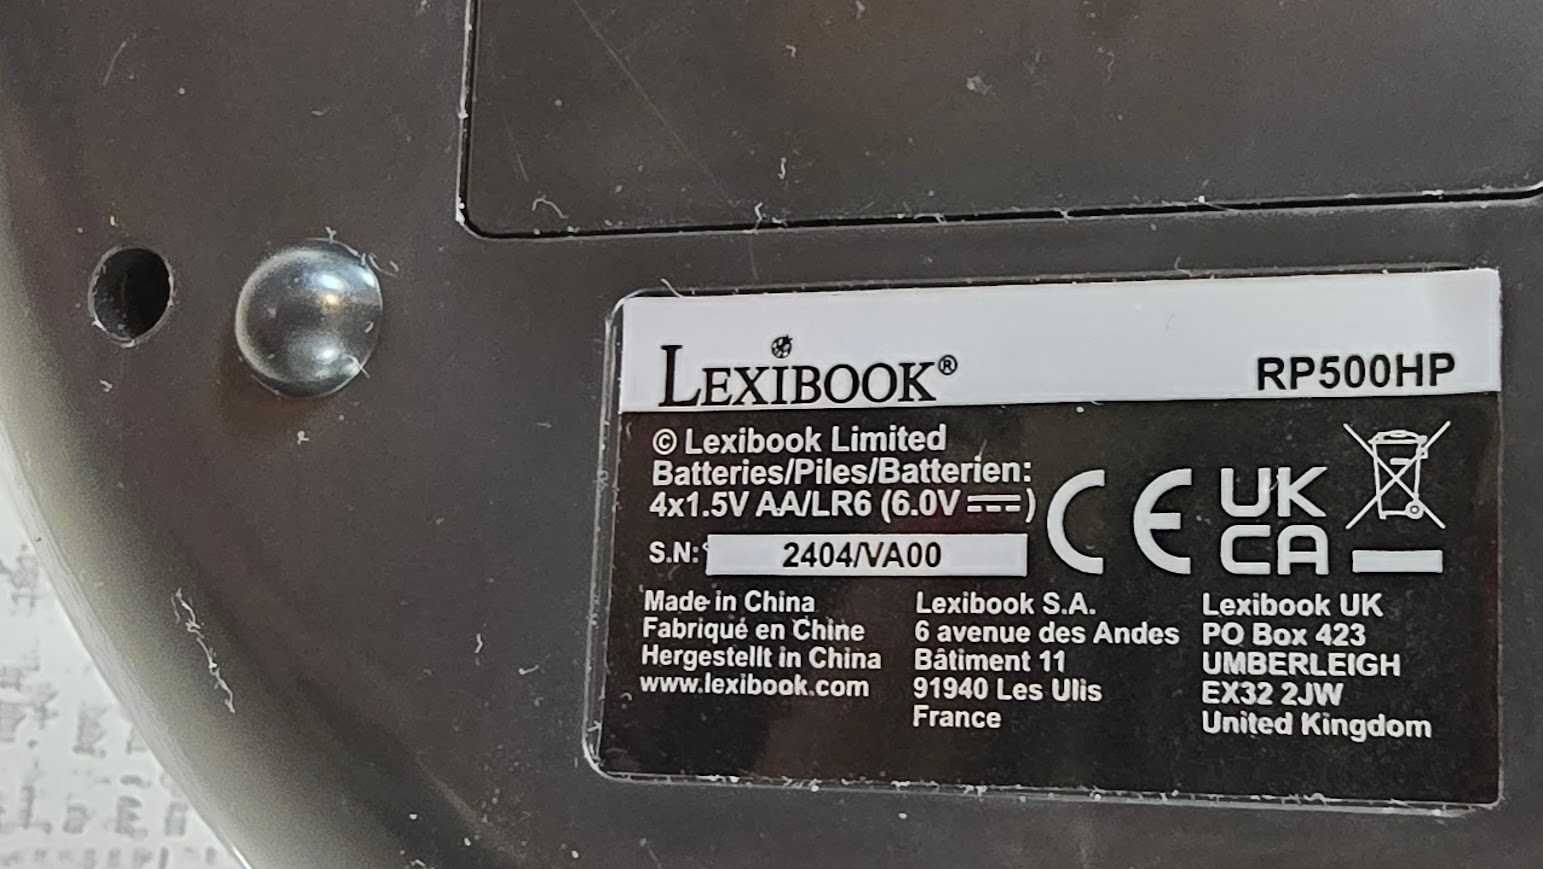 LEXIBOOK®
RP500HP
© Lexibook Limited
Batteries/Piles/Batterien:
4x1.5V AA/LR6 (6.0V ⎓)
S.N: 2404/VA00
CE
UK
CA
Made in China
Fabriqué en Chine
Hergestellt in China
www.lexibook.com
Lexibook S.A.
6 avenue des Andes
Bâtiment 11
91940 Les Ulis
France
Lexibook UK
PO Box 423
UMBERLEIGH
EX32 2JW
United Kingdom